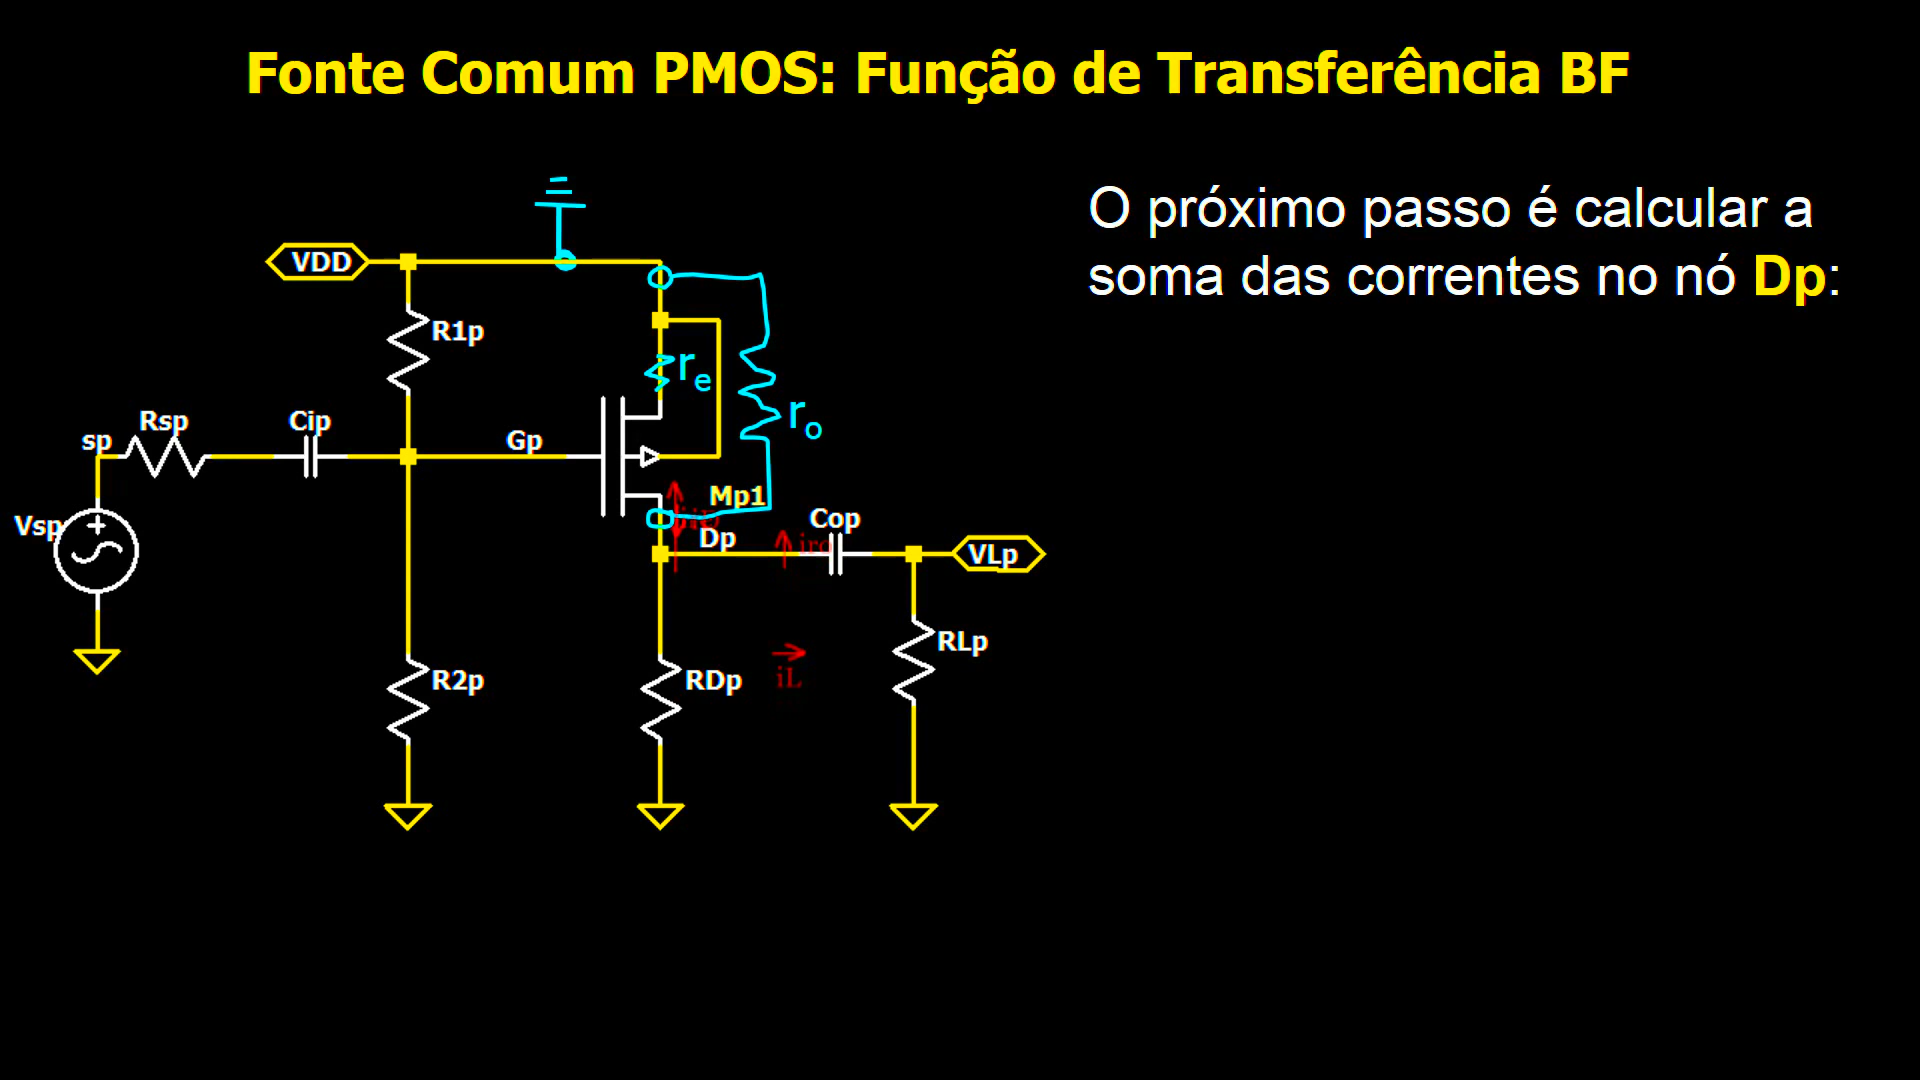 Fonte Comum PMOS: Função de Transferência BF
O próximo passo é calcular a
soma das correntes no nó Dp:
VDD
R1p
re
ro
Rsp
Cip
sp
Gp
Vsp
Mp1
Cop
Dp
iro
VLp
RLp
R2p
RDp
iL